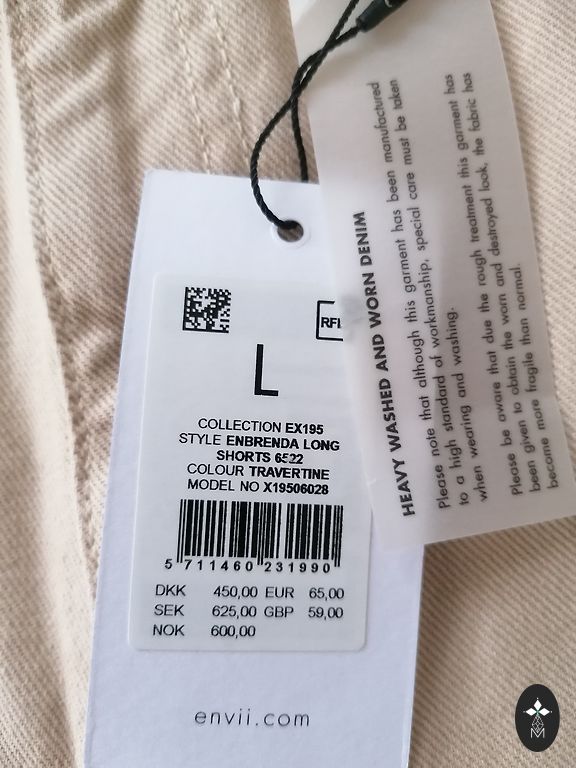 RFI
L
COLLECTION EX195
STYLE ENBRENDA LONG
SHORTS 6522
COLOUR TRAVERTINE
MODEL NO X19506028
5 711460 231990
DKK 450,00 EUR 65,00
SEK 625,00 GBP 59,00
NOK 600,00
envii.com
HEAVY WASHED AND WORN DENIM
Please note that although this garment has been manufactured
to a high standard of workmanship, special care must be taken
when wearing and washing.
Please be aware that due the rough treatment this garment has
been given to obtain the worn and destroyed look, the fabric has
become more fragile than normal.
M